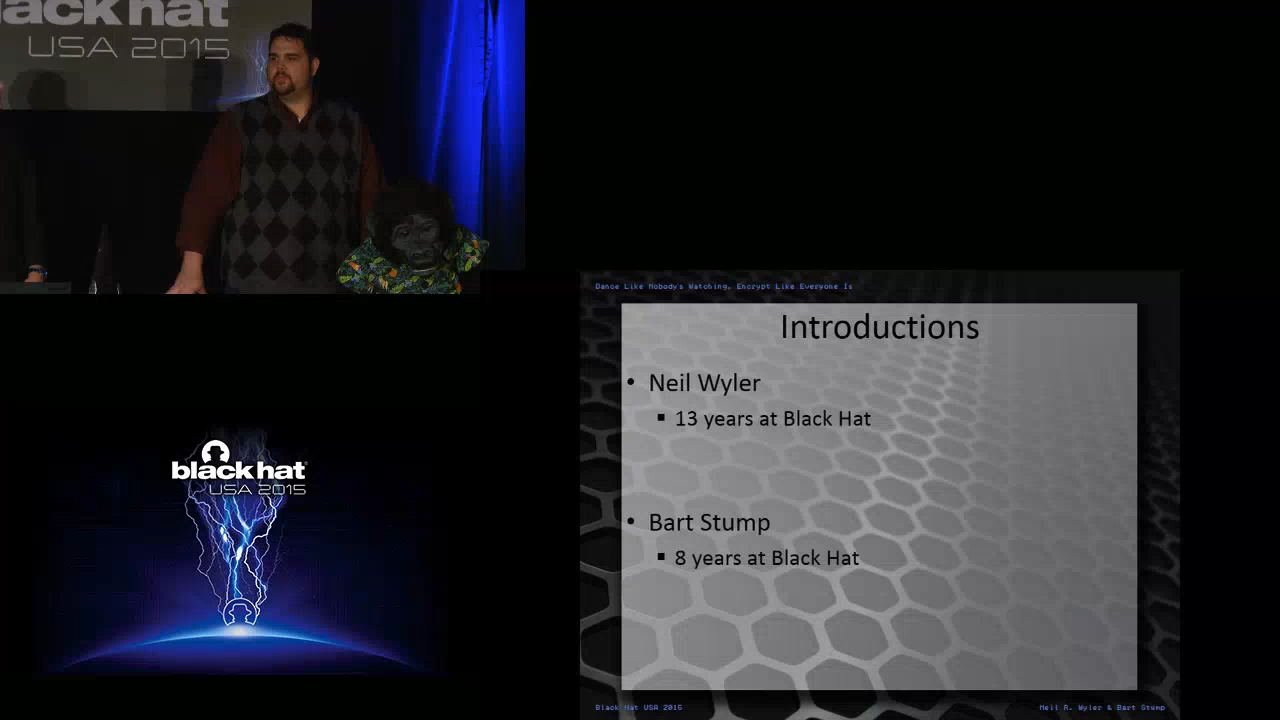 black hat
USA 2015
Dance Like Nobody's Watching, Encrypt Like Everyone Is
Introductions
• Neil Wyler
▪ 13 years at Black Hat
• Bart Stump
▪ 8 years at Black Hat
black hat
USA 2015
Black Hat USA 2015
Neil R. Wyler & Bart Stump